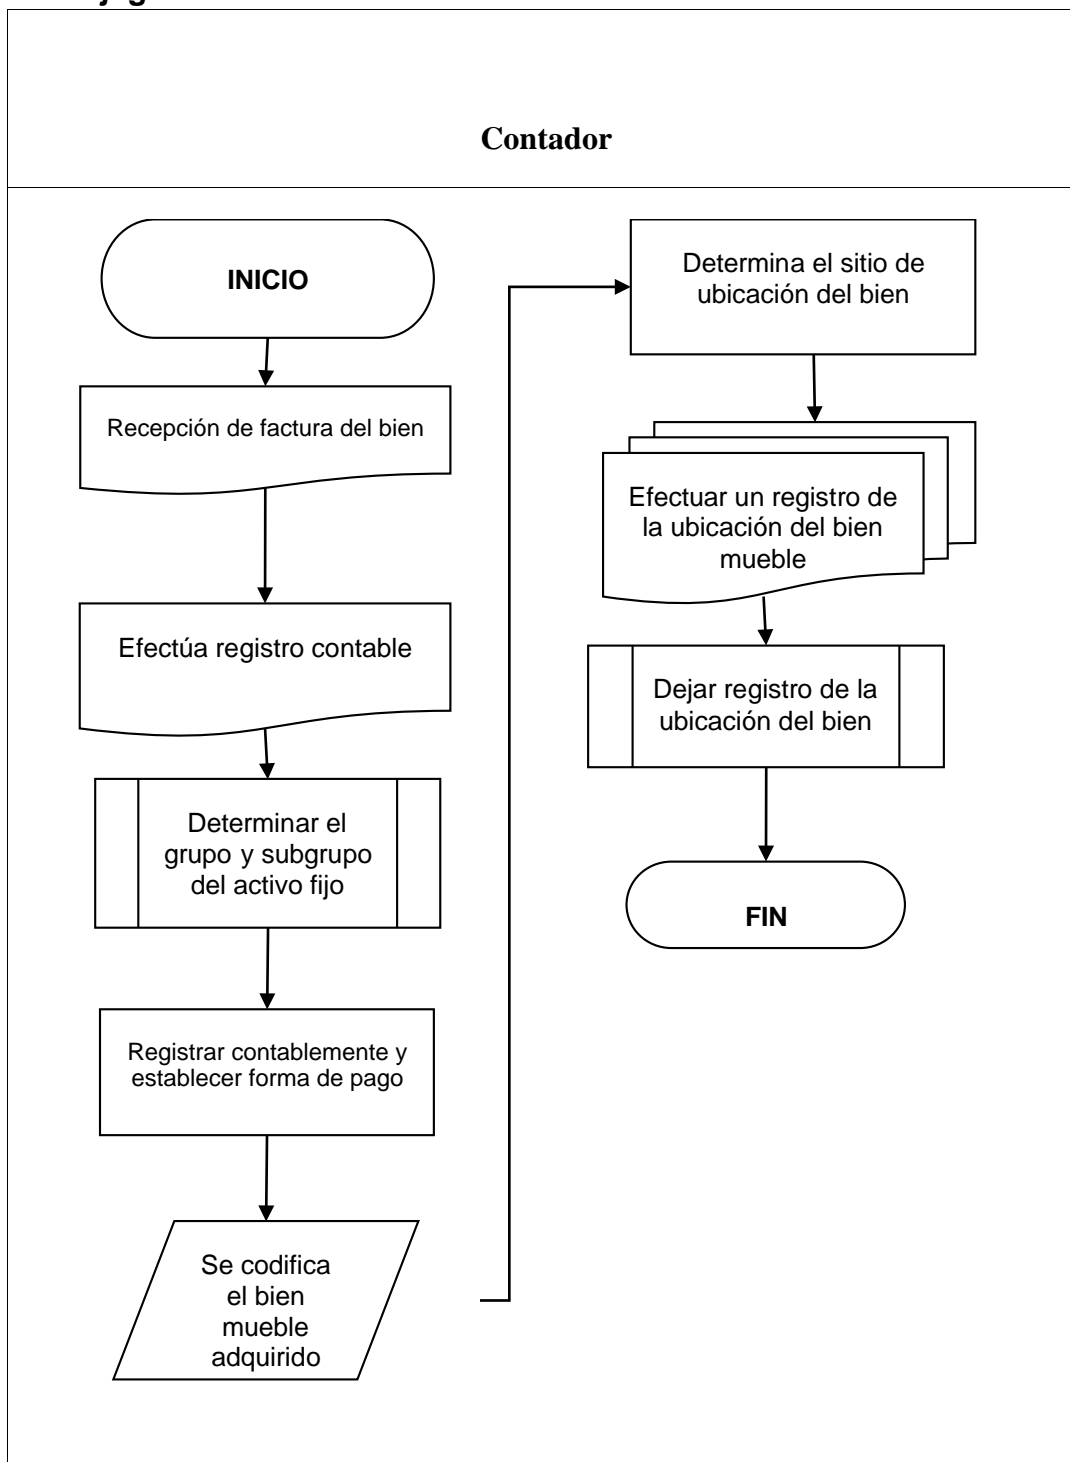 Contador
INICIO
Recepción de factura del bien
Efectúa registro contable
Determinar el
grupo y subgrupo
del activo fijo
Registrar contablemente y
establecer forma de pago
Se codifica
el bien
mueble
adquirido
Determina el sitio de
ubicación del bien
Efectuar un registro de
la ubicación del bien
mueble
Dejar registro de la
ubicación del bien
FIN